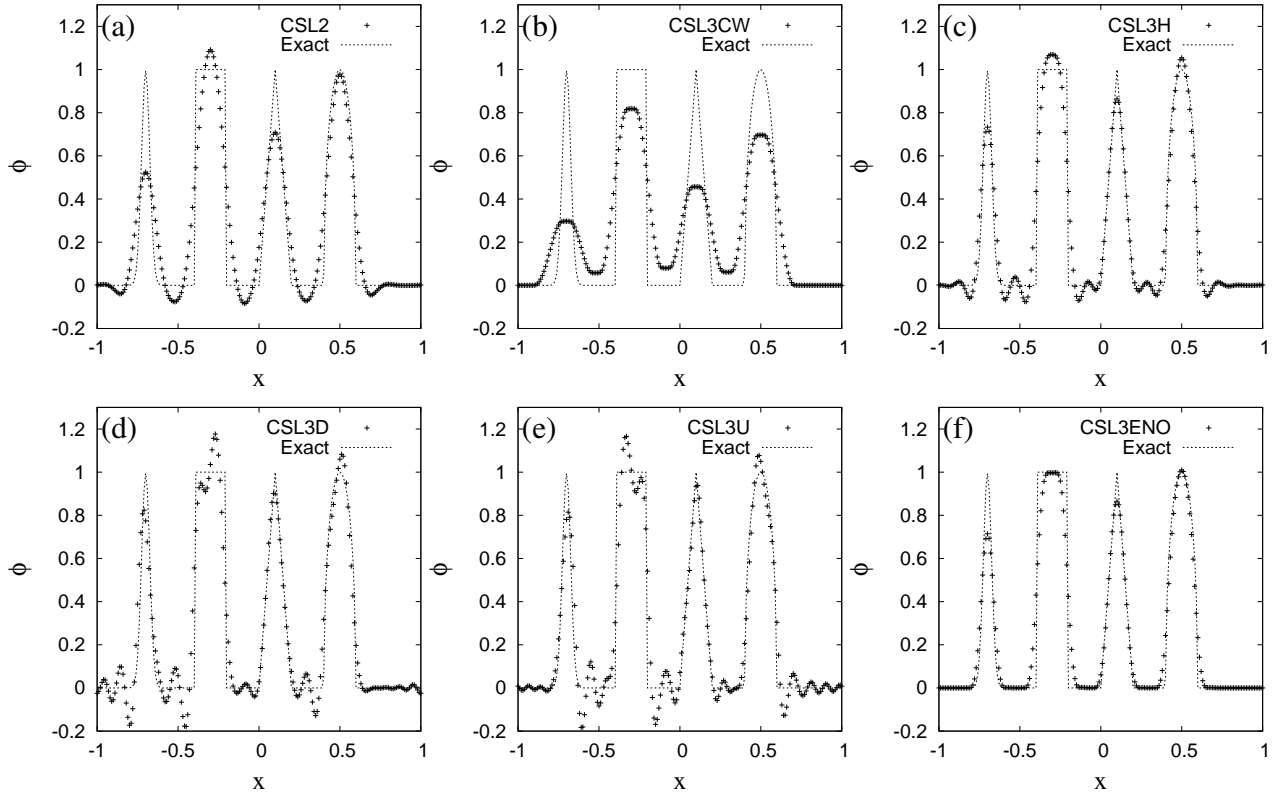 (a) CSL2
Exact
1.2
1
0.8
0.6
0.4
0.2
0
-0.2
ϕ
-1 -0.5 0 0.5 1
x
(b) CSL3CW
Exact
1.2
1
0.8
0.6
0.4
0.2
0
-0.2
ϕ
-1 -0.5 0 0.5 1
x
(c) CSL3H
Exact
1.2
1
0.8
0.6
0.4
0.2
0
-0.2
ϕ
-1 -0.5 0 0.5 1
x
(d) CSL3D
Exact
1.2
1
0.8
0.6
0.4
0.2
0
-0.2
ϕ
-1 -0.5 0 0.5 1
x
(e) CSL3U
Exact
1.2
1
0.8
0.6
0.4
0.2
0
-0.2
ϕ
-1 -0.5 0 0.5 1
x
(f) CSL3ENO
Exact
1.2
1
0.8
0.6
0.4
0.2
0
-0.2
ϕ
-1 -0.5 0 0.5 1
x